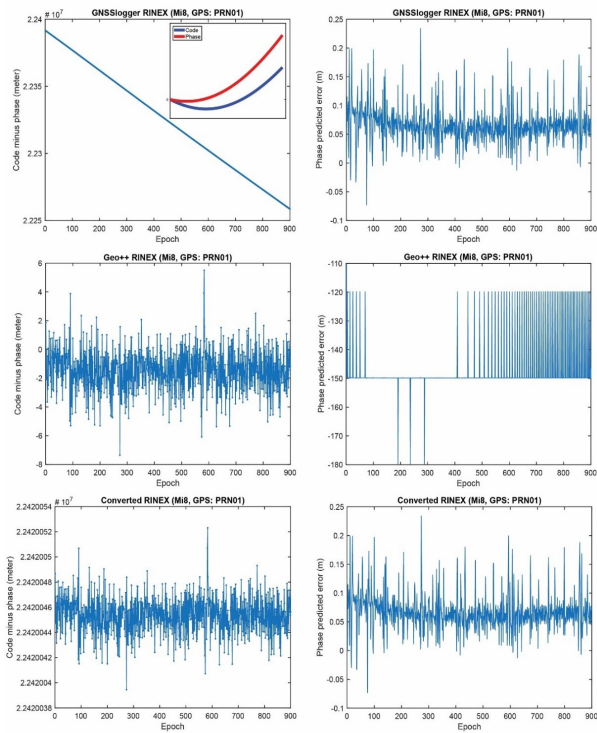 GNSSlogger RINEX (Mi8, GPS: PRN01)
# 10^7
2.24
2.235
2.23
2.225
Code minus phase (meter)
Code
Phase
0 100 200 300 400 500 600 700 800 900
Epoch
GNSSlogger RINEX (Mi8, GPS: PRN01)
0.25
0.2
0.15
0.1
0.05
0
-0.05
-0.1
Phase predicted error (m)
0 100 200 300 400 500 600 700 800 900
Epoch
Geo++ RINEX (Mi8, GPS: PRN01)
6
4
2
0
-2
-4
-6
-8
Code minus phase (meter)
0 100 200 300 400 500 600 700 800 900
Epoch
Geo++ RINEX (Mi8, GPS: PRN01)
-110
-120
-130
-140
-150
-160
-170
-180
Phase predicted error (m)
0 100 200 300 400 500 600 700 800 900
Epoch
Converted RINEX (Mi8, GPS: PRN01)
# 10^7
2.2420054
2.2420052
2.242005
2.2420048
2.2420046
2.2420044
2.2420042
2.242004
2.2420038
Code minus phase (meter)
0 100 200 300 400 500 600 700 800 900
Epoch
Converted RINEX (Mi8, GPS: PRN01)
0.25
0.2
0.15
0.1
0.05
0
-0.05
-0.1
Phase predicted error (m)
0 100 200 300 400 500 600 700 800 900
Epoch